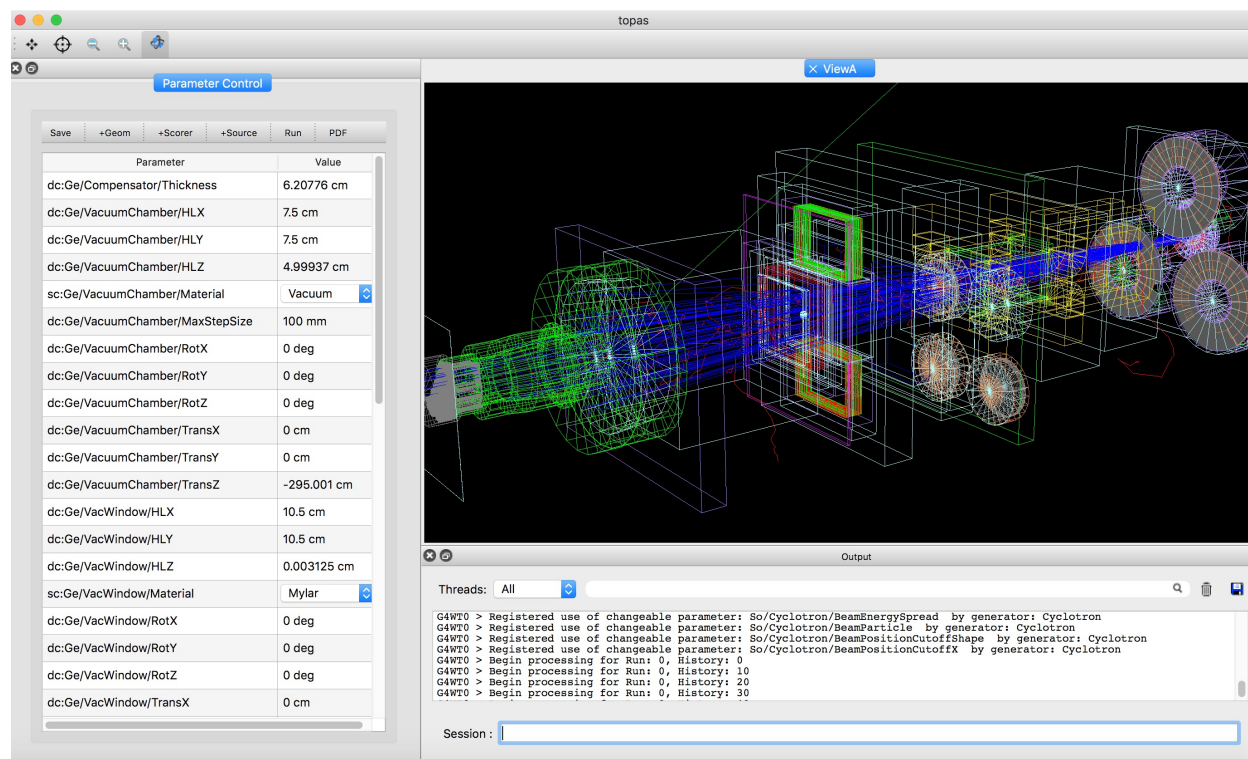 topas
Parameter Control
ViewA
Save +Geom +Scorer +Source Run PDF
Parameter Value
dc:Ge/Compensator/Thickness 6.20776 cm
dc:Ge/VacuumChamber/HLX 7.5 cm
dc:Ge/VacuumChamber/HLY 7.5 cm
dc:Ge/VacuumChamber/HLZ 4.99937 cm
sc:Ge/VacuumChamber/Material Vacuum
dc:Ge/VacuumChamber/MaxStepSize 100 mm
dc:Ge/VacuumChamber/RotX 0 deg
dc:Ge/VacuumChamber/RotY 0 deg
dc:Ge/VacuumChamber/RotZ 0 deg
dc:Ge/VacuumChamber/TransX 0 cm
dc:Ge/VacuumChamber/TransY 0 cm
dc:Ge/VacuumChamber/TransZ -295.001 cm
dc:Ge/VacWindow/HLX 10.5 cm
dc:Ge/VacWindow/HLY 10.5 cm
dc:Ge/VacWindow/HLZ 0.003125 cm
sc:Ge/VacWindow/Material Mylar
dc:Ge/VacWindow/RotX 0 deg
dc:Ge/VacWindow/RotY 0 deg
dc:Ge/VacWindow/RotZ 0 deg
dc:Ge/VacWindow/TransX 0 cm
Output
Threads: All
G4WT0 > Registered use of changeable parameter: So/Cyclotron/BeamEnergySpread by generator: Cyclotron
G4WT0 > Registered use of changeable parameter: So/Cyclotron/BeamParticle by generator: Cyclotron
G4WT0 > Registered use of changeable parameter: So/Cyclotron/BeamPositionCutoffShape by generator: Cyclotron
G4WT0 > Registered use of changeable parameter: So/Cyclotron/BeamPositionCutoffX by generator: Cyclotron
G4WT0 > Begin processing for Run: 0, History: 0
G4WT0 > Begin processing for Run: 0, History: 10
G4WT0 > Begin processing for Run: 0, History: 20
G4WT0 > Begin processing for Run: 0, History: 30
Session :